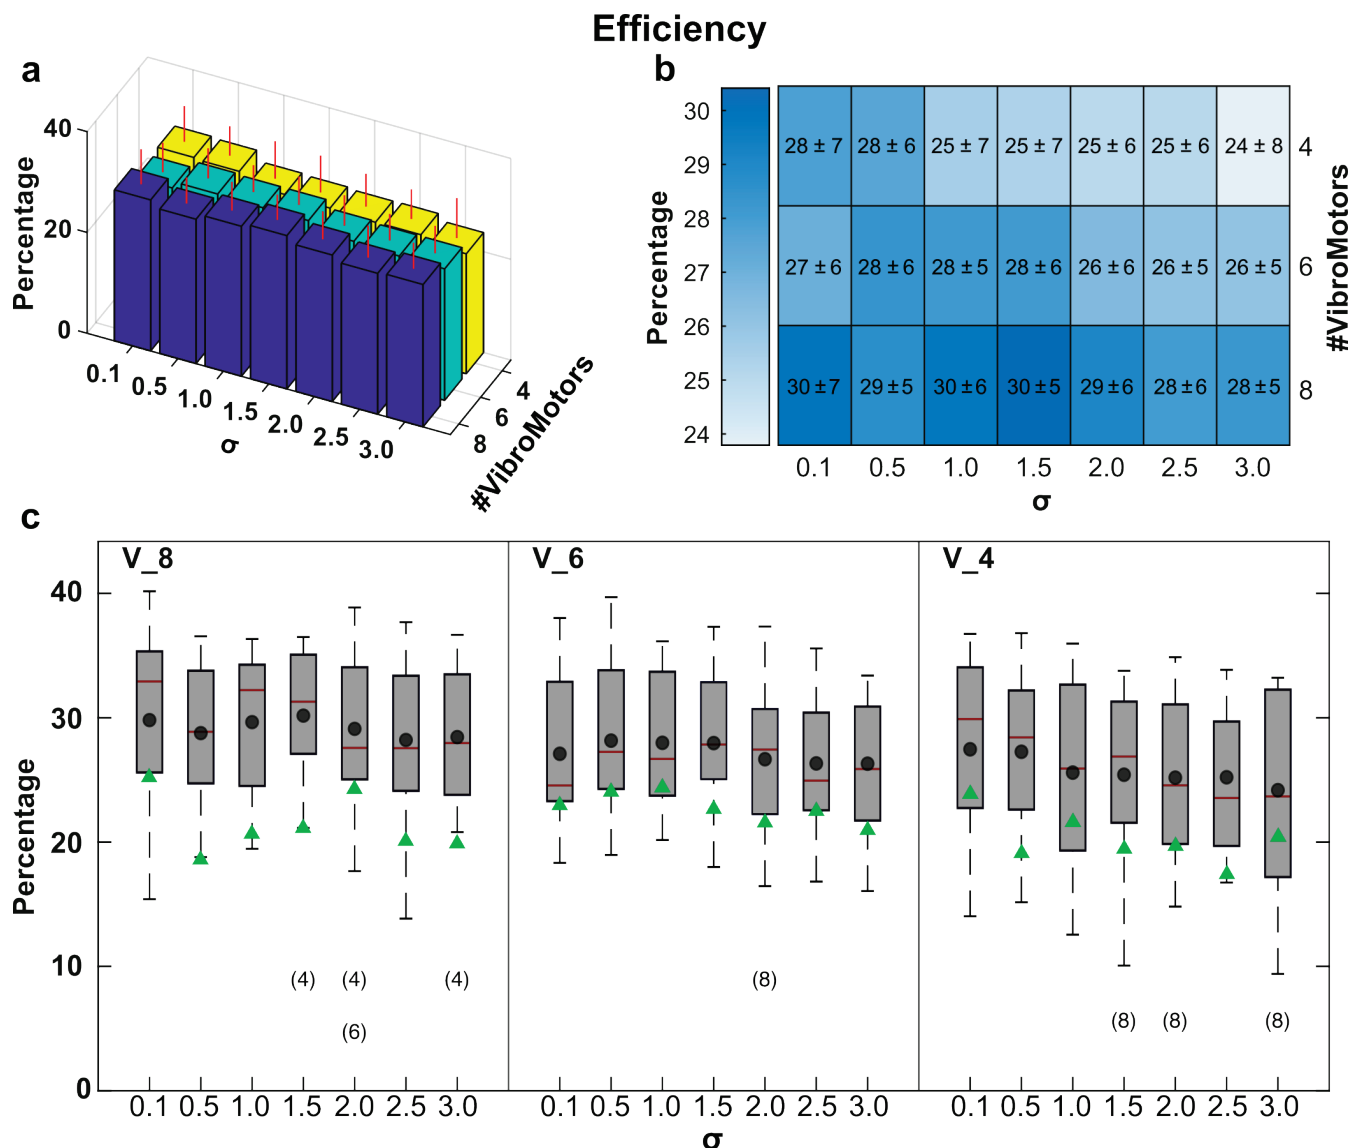 Efficiency
a
40
20
0
Percentage
0.1
0.5
1.0
1.5
2.0
2.5
3.0
σ
4
6
8
#VibroMotors
b
30
29
28
27
26
25
24
Percentage
28 ± 7 28 ± 6 25 ± 7 25 ± 7 25 ± 6 25 ± 6 24 ± 8 4
27 ± 6 28 ± 6 28 ± 5 28 ± 6 26 ± 6 26 ± 5 26 ± 5 6
30 ± 7 29 ± 5 30 ± 6 30 ± 5 29 ± 6 28 ± 6 28 ± 5 8
#VibroMotors
0.1 0.5 1.0 1.5 2.0 2.5 3.0
σ
c
V_8 V_6 V_4
40
30
20
10
0
Percentage
(4) (4) (4) (8)
(6) (8) (8) (8)
0.1 0.5 1.0 1.5 2.0 2.5 3.0 0.1 0.5 1.0 1.5 2.0 2.5 3.0 0.1 0.5 1.0 1.5 2.0 2.5 3.0
σ